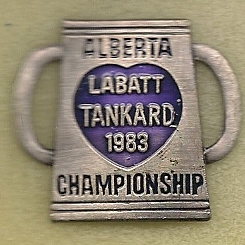 ALBERTA
LABATT
TANKARD
1983
CHAMPIONSHIP